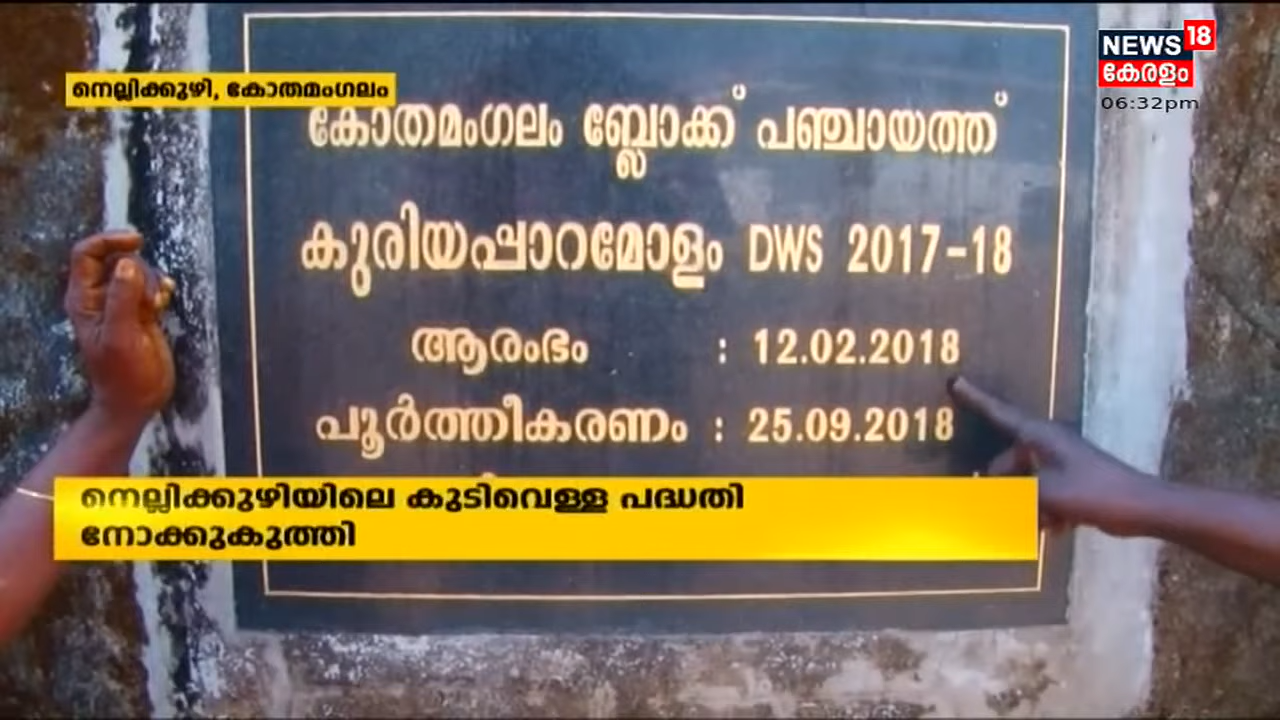 NEWS 18
കേരളം
06:32pm
നെല്ലിക്കുഴി, കോതമംഗലം
കോതമംഗലം ബ്ലോക്ക് പഞ്ചായത്ത്
കുരിയപ്പാറമോളം DWS 2017-18
ആരംഭം : 12.02.2018
പൂർത്തീകരണം : 25.09.2018
നെല്ലിക്കുഴിയിലെ കുടിവെള്ള പദ്ധതി
നോക്കുകുത്തി